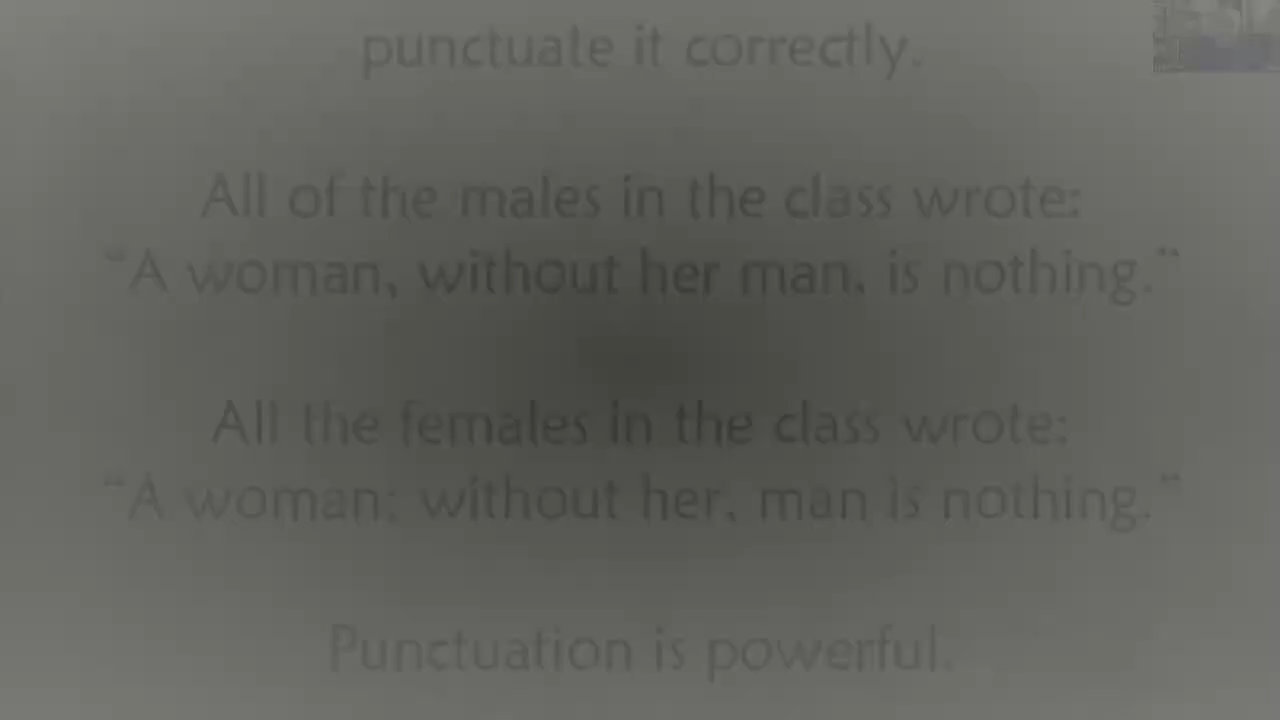 punctuate it correctly.
All of the males in the class wrote:
“A woman, without her man, is nothing.”
All the females in the class wrote:
“A woman: without her, man is nothing.”
Punctuation is powerful.